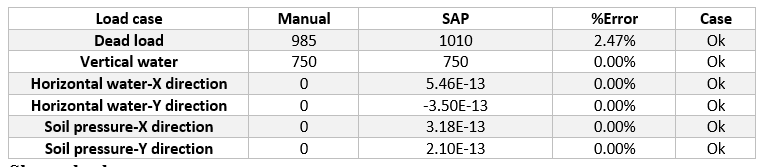 Load case Manual SAP %Error Case
Dead load 985 1010 2.47% Ok
Vertical water 750 750 0.00% Ok
Horizontal water-X direction 0 5.46E-13 0.00% Ok
Horizontal water-Y direction 0 -3.50E-13 0.00% Ok
Soil pressure-X direction 0 3.18E-13 0.00% Ok
Soil pressure-Y direction 0 2.10E-13 0.00% Ok